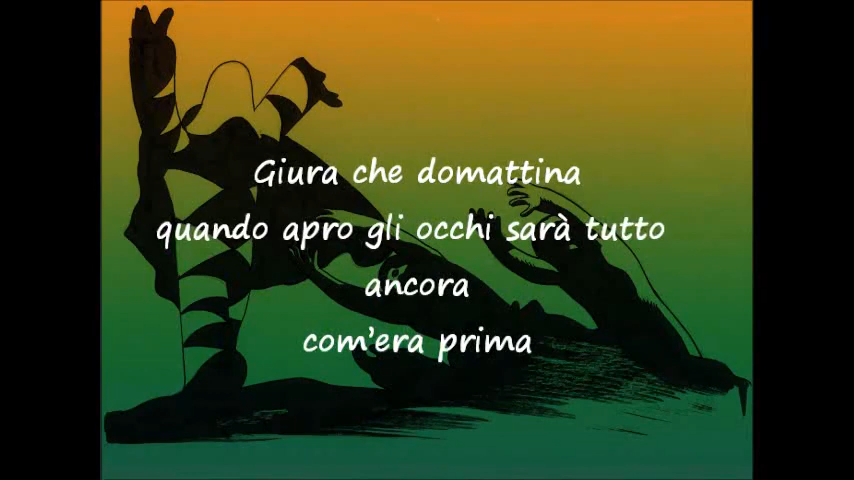 Giura che domattina
quando apro gli occhi sarà tutto
ancora
com'era prima